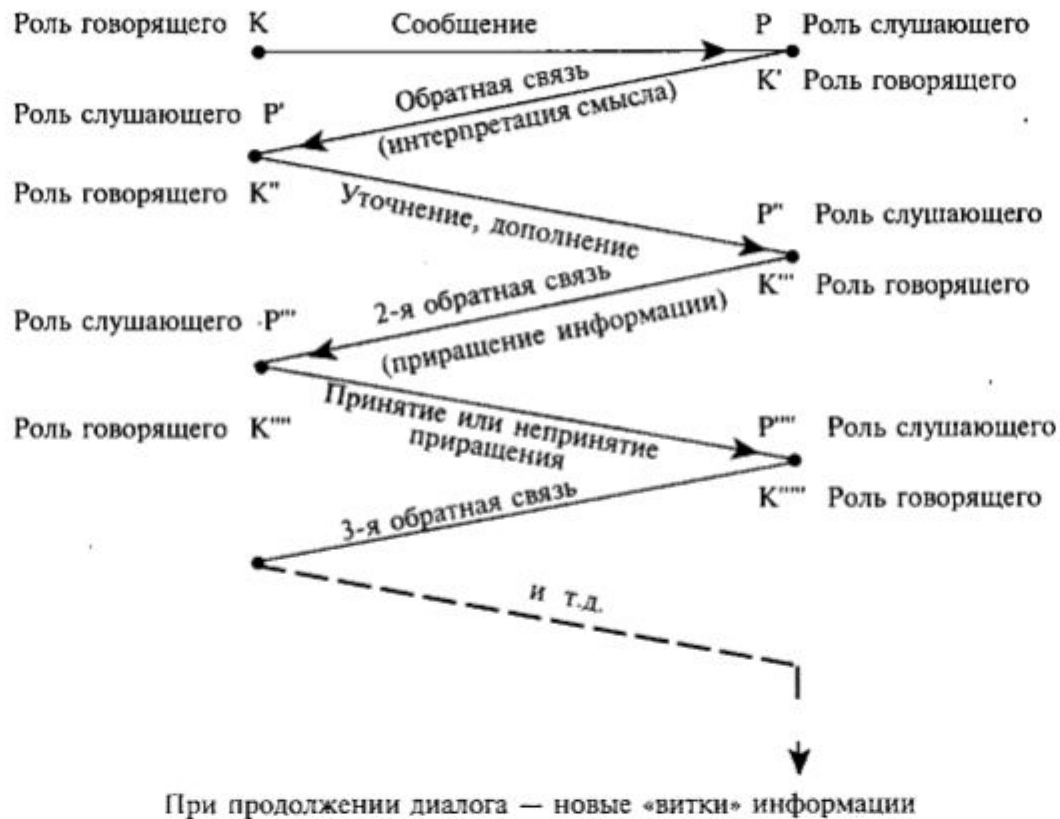 Роль говорящего К Сообщение Р Роль слушающего
Обратная связь К' Роль говорящего
Роль слушающего Р' (интерпретация смысла)
Роль говорящего К'' Уточнение, дополнение Р'' Роль слушающего
2-я обратная связь К''' Роль говорящего
Роль слушающего Р''' (приращение информации)
Роль говорящего К'''' Принятие или непринятие Р'''' Роль слушающего
приращения
3-я обратная связь К''''' Роль говорящего
и т.д.
При продолжении диалога — новые «витки» информации